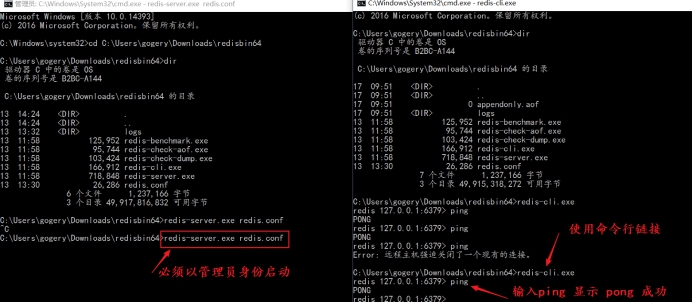 管理员: C:\Windows\System32\cmd.exe - redis-server.exe redis.conf
Microsoft Windows [版本 10.0.14393]
(c) 2016 Microsoft Corporation。保留所有权利。
C:\Windows\system32>cd C:\Users\gogery\Downloads\redisbin64
C:\Users\gogery\Downloads\redisbin64>dir
驱动器 C 中的卷是 OS
卷的序列号是 B2BC-A144
C:\Users\gogery\Downloads\redisbin64 的目录
13 14:24 <DIR> .
13 14:24 <DIR> ..
13 13:32 <DIR> logs
13 11:58 125,952 redis-benchmark.exe
13 11:58 95,744 redis-check-aof.exe
13 11:58 103,424 redis-check-dump.exe
13 11:58 166,912 redis-cli.exe
13 11:58 718,848 redis-server.exe
13 13:30 26,286 redis.conf
6 个文件 1,237,166 字节
3 个目录 49,917,816,832 可用字节
C:\Users\gogery\Downloads\redisbin64>redis-server.exe redis.conf
^C
C:\Users\gogery\Downloads\redisbin64>redis-server.exe redis.conf
必须以管理员身份启动
C:\Windows\System32\cmd.exe - redis-cli.exe
Microsoft Windows [版本 10.0.14393]
(c) 2016 Microsoft Corporation。保留所有权利。
C:\Users\gogery\Downloads\redisbin64>dir
驱动器 C 中的卷是 OS
卷的序列号是 B2BC-A144
C:\Users\gogery\Downloads\redisbin64 的目录
17 09:51 <DIR> .
17 09:51 <DIR> ..
17 09:51 0 appendonly.aof
17 09:51 <DIR> logs
13 11:58 125,952 redis-benchmark.exe
13 11:58 95,744 redis-check-aof.exe
13 11:58 103,424 redis-check-dump.exe
13 11:58 166,912 redis-cli.exe
13 11:58 718,848 redis-server.exe
13 13:30 26,286 redis.conf
7 个文件 1,237,166 字节
3 个目录 49,915,318,272 可用字节
C:\Users\gogery\Downloads\redisbin64>redis-cli.exe
redis 127.0.0.1:6379> ping
PONG
redis 127.0.0.1:6379> ping
PONG
redis 127.0.0.1:6379> ping
Error: 远程主机强迫关闭了一个现有的连接。
使用命令行链接
C:\Users\gogery\Downloads\redisbin64>redis-cli.exe
redis 127.0.0.1:6379> ping
PONG
redis 127.0.0.1:6379>
输入ping 显示 pong 成功